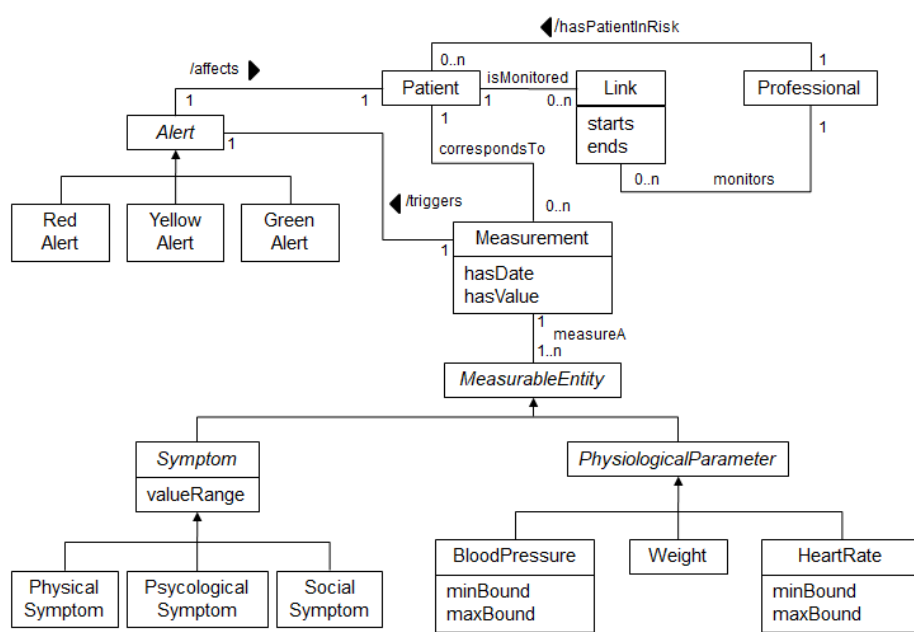 /hasPatientInRisk
/affects
0..n
1
Patient
isMonitored
Link
Professional
1
1
1
0..n
1
1
starts
ends
Alert
1
correspondsTo
0..n
monitors
Red
Alert
Yellow
Alert
Green
Alert
/triggers
0..n
Measurement
1
hasDate
hasValue
1
measureA
1..n
MeasurableEntity
Symptom
valueRange
PhysiologicalParameter
BloodPressure
minBound
maxBound
Weight
HeartRate
minBound
maxBound
Physical
Symptom
Psycological
Symptom
Social
Symptom